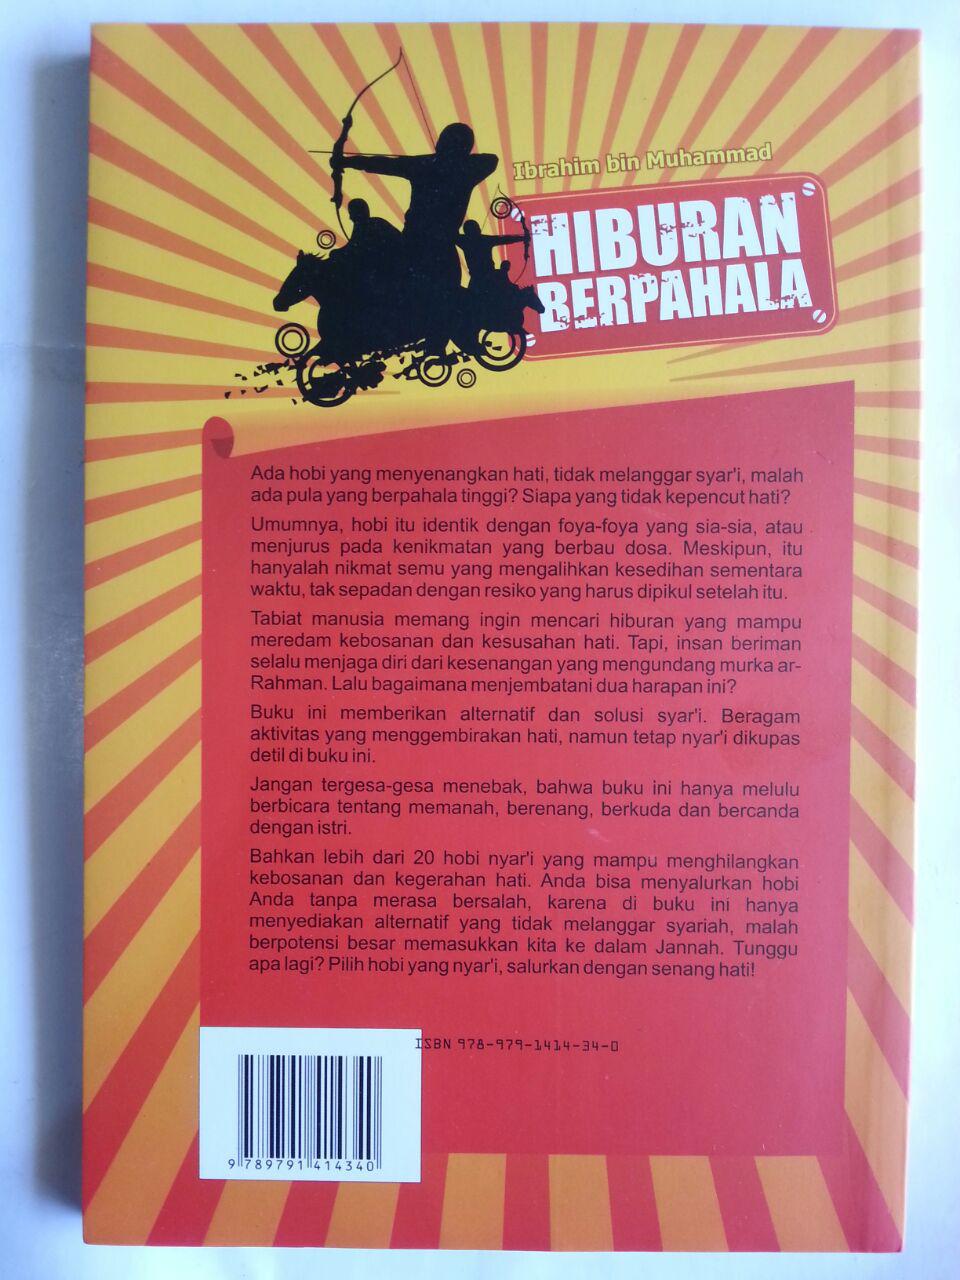 Ibrahim bin Muhammad
HIBURAN
BERPAHALA
Ada hobi yang menyenangkan hati, tidak melanggar syar'i, malah
ada pula yang berpahala tinggi? Siapa yang tidak kepencut hati?
Umumnya, hobi itu identik dengan foya-foya yang sia-sia, atau
menjurus pada kenikmatan yang berbau dosa. Meskipun, itu
hanyalah nikmat semu yang mengalihkan kesedihan sementara
waktu, tak sepadan dengan resiko yang harus dipikul setelah itu.
Tabiat manusia memang ingin mencari hiburan yang mampu
meredam kebosanan dan kesusahan hati. Tapi, insan beriman
selalu menjaga diri dari kesenangan yang mengundang murka ar-
Rahman. Lalu bagaimana menjembatani dua harapan ini?
Buku ini memberikan alternatif dan solusi syar'i. Beragam
aktivitas yang menggembirakan hati, namun tetap nyar'i dikupas
detil di buku ini.
Jangan tergesa-gesa menebak, bahwa buku ini hanya melulu
berbicara tentang memanah, berenang, berkuda dan bercanda
dengan istri.
Bahkan lebih dari 20 hobi nyar'i yang mampu menghilangkan
kebosanan dan kegerahan hati. Anda bisa menyalurkan hobi
Anda tanpa merasa bersalah, karena di buku ini hanya
menyediakan alternatif yang tidak melanggar syariah, malah
berpotensi besar memasukkan kita ke dalam Jannah. Tunggu
apa lagi? Pilih hobi yang nyar'i, salurkan dengan senang hati!
ISBN 978-979-1414-34-0
9 789791 414340